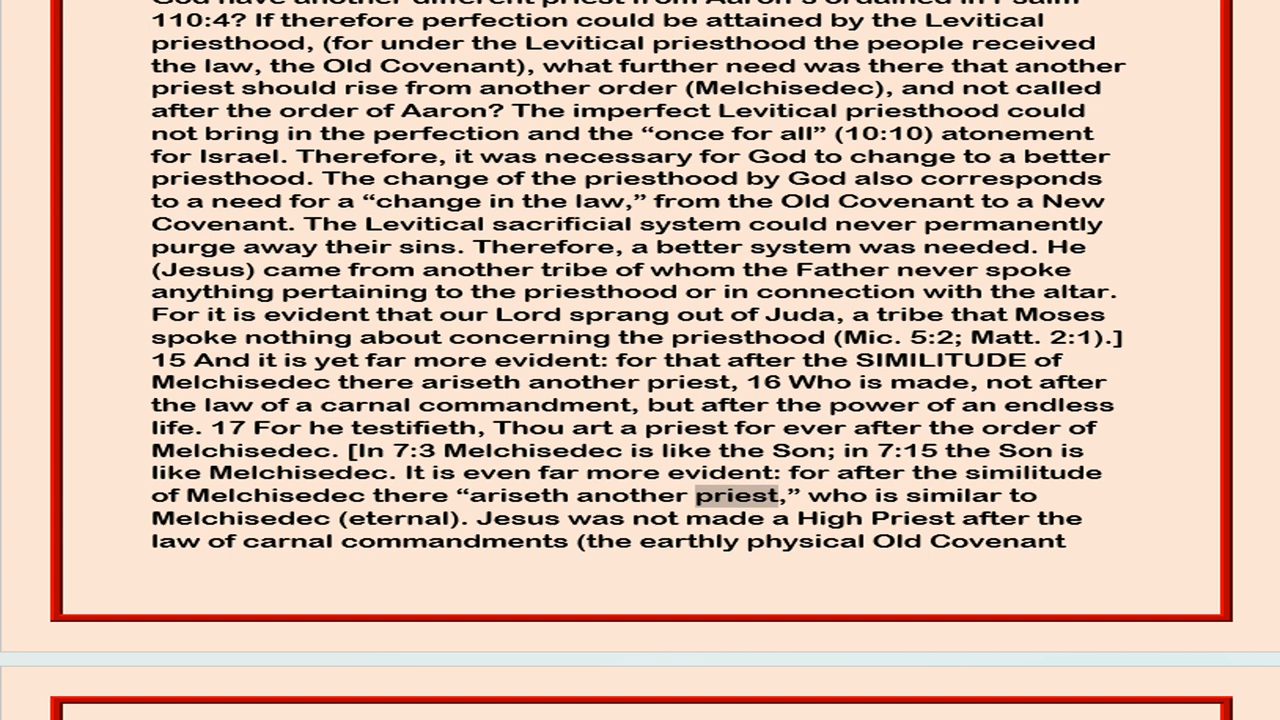 God have another different priest from Aaron's ordained in Psalm
110:4? If therefore perfection could be attained by the Levitical
priesthood, (for under the Levitical priesthood the people received
the law, the Old Covenant), what further need was there that another
priest should rise from another order (Melchisedec), and not called
after the order of Aaron? The imperfect Levitical priesthood could
not bring in the perfection and the “once for all” (10:10) atonement
for Israel. Therefore, it was necessary for God to change to a better
priesthood. The change of the priesthood by God also corresponds
to a need for a “change in the law,” from the Old Covenant to a New
Covenant. The Levitical sacrificial system could never permanently
purge away their sins. Therefore, a better system was needed. He
(Jesus) came from another tribe of whom the Father never spoke
anything pertaining to the priesthood or in connection with the altar.
For it is evident that our Lord sprang out of Juda, a tribe that Moses
spoke nothing about concerning the priesthood (Mic. 5:2; Matt. 2:1).]
15 And it is yet far more evident: for that after the SIMILITUDE of
Melchisedec there ariseth another priest, 16 Who is made, not after
the law of a carnal commandment, but after the power of an endless
life. 17 For he testifieth, Thou art a priest for ever after the order of
Melchisedec. [In 7:3 Melchisedec is like the Son; in 7:15 the Son is
like Melchisedec. It is even far more evident: for after the similitude
of Melchisedec there “ariseth another priest,” who is similar to
Melchisedec (eternal). Jesus was not made a High Priest after the
law of carnal commandments (the earthly physical Old Covenant